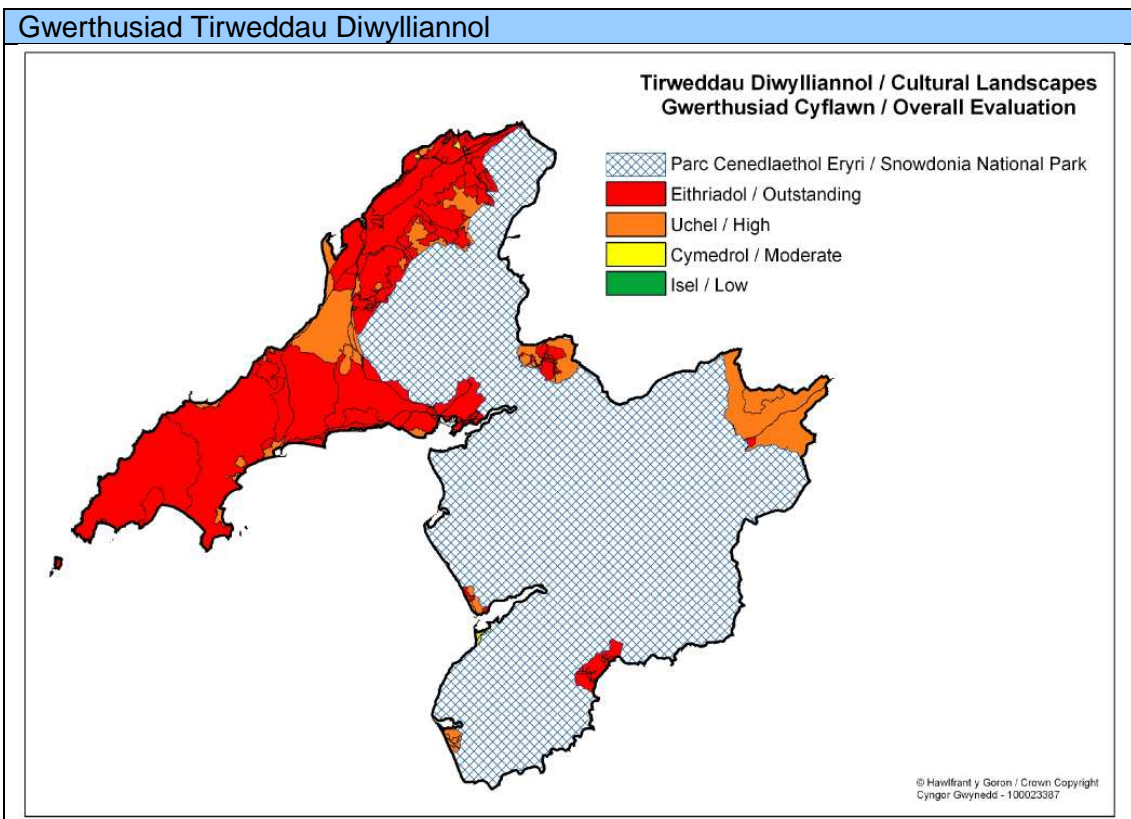 Gwerthusiad Tirweddau Diwylliannol
Tirweddau Diwylliannol / Cultural Landscapes
Gwerthusiad Cyflawn / Overall Evaluation
Parc Cenedlaethol Eryri / Snowdonia National Park
Eithriadol / Outstanding
Uchel / High
Cymedrol / Moderate
Isel / Low
© Hawlfrant y Goron / Crown Copyright
Cyngor Gwynedd - 100023387